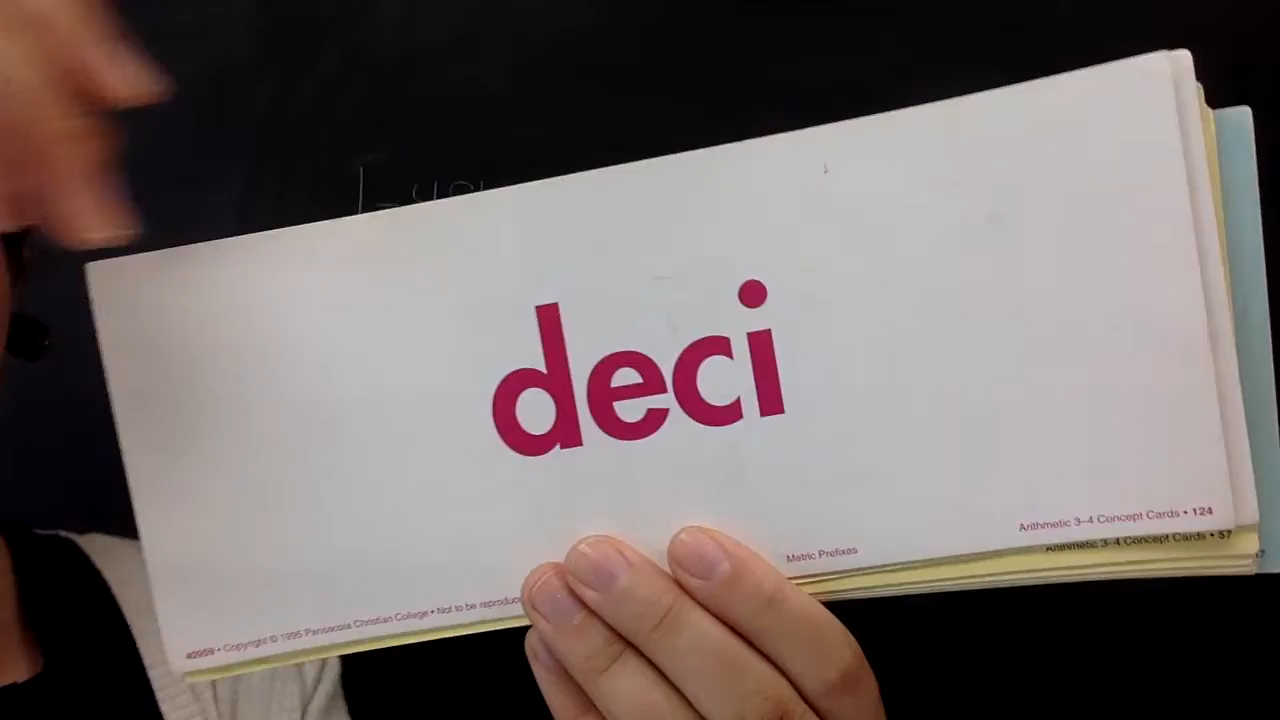 deci
Arithmetic 3–4 Concept Cards • 124
Metric Prefixes
Arithmetic 3–4 Concept Cards • 57
40959 • Copyright © 1995 Pensacola Christian College • Not to be